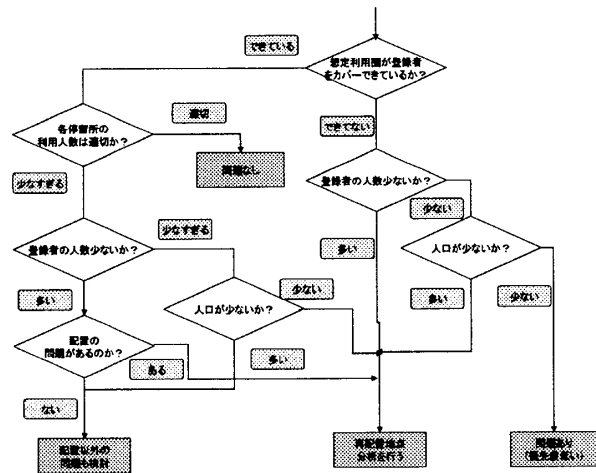 できている
想定利用圏が登録者
をカバーできているか？
各停留所の
利用人数は適切か？
適切
できてない
問題なし
登録者の人数少ないか？
少なすぎる
少ない
登録者の人数少ないか？
少なすぎる
多い
人口が少ないか？
多い
人口が少ないか？
少ない
多い
少ない
配置の
問題があるのか？
ある
多い
ない
配置以外の
問題も検討
再配置地点
分析を行う
問題あり
（優先度低い）